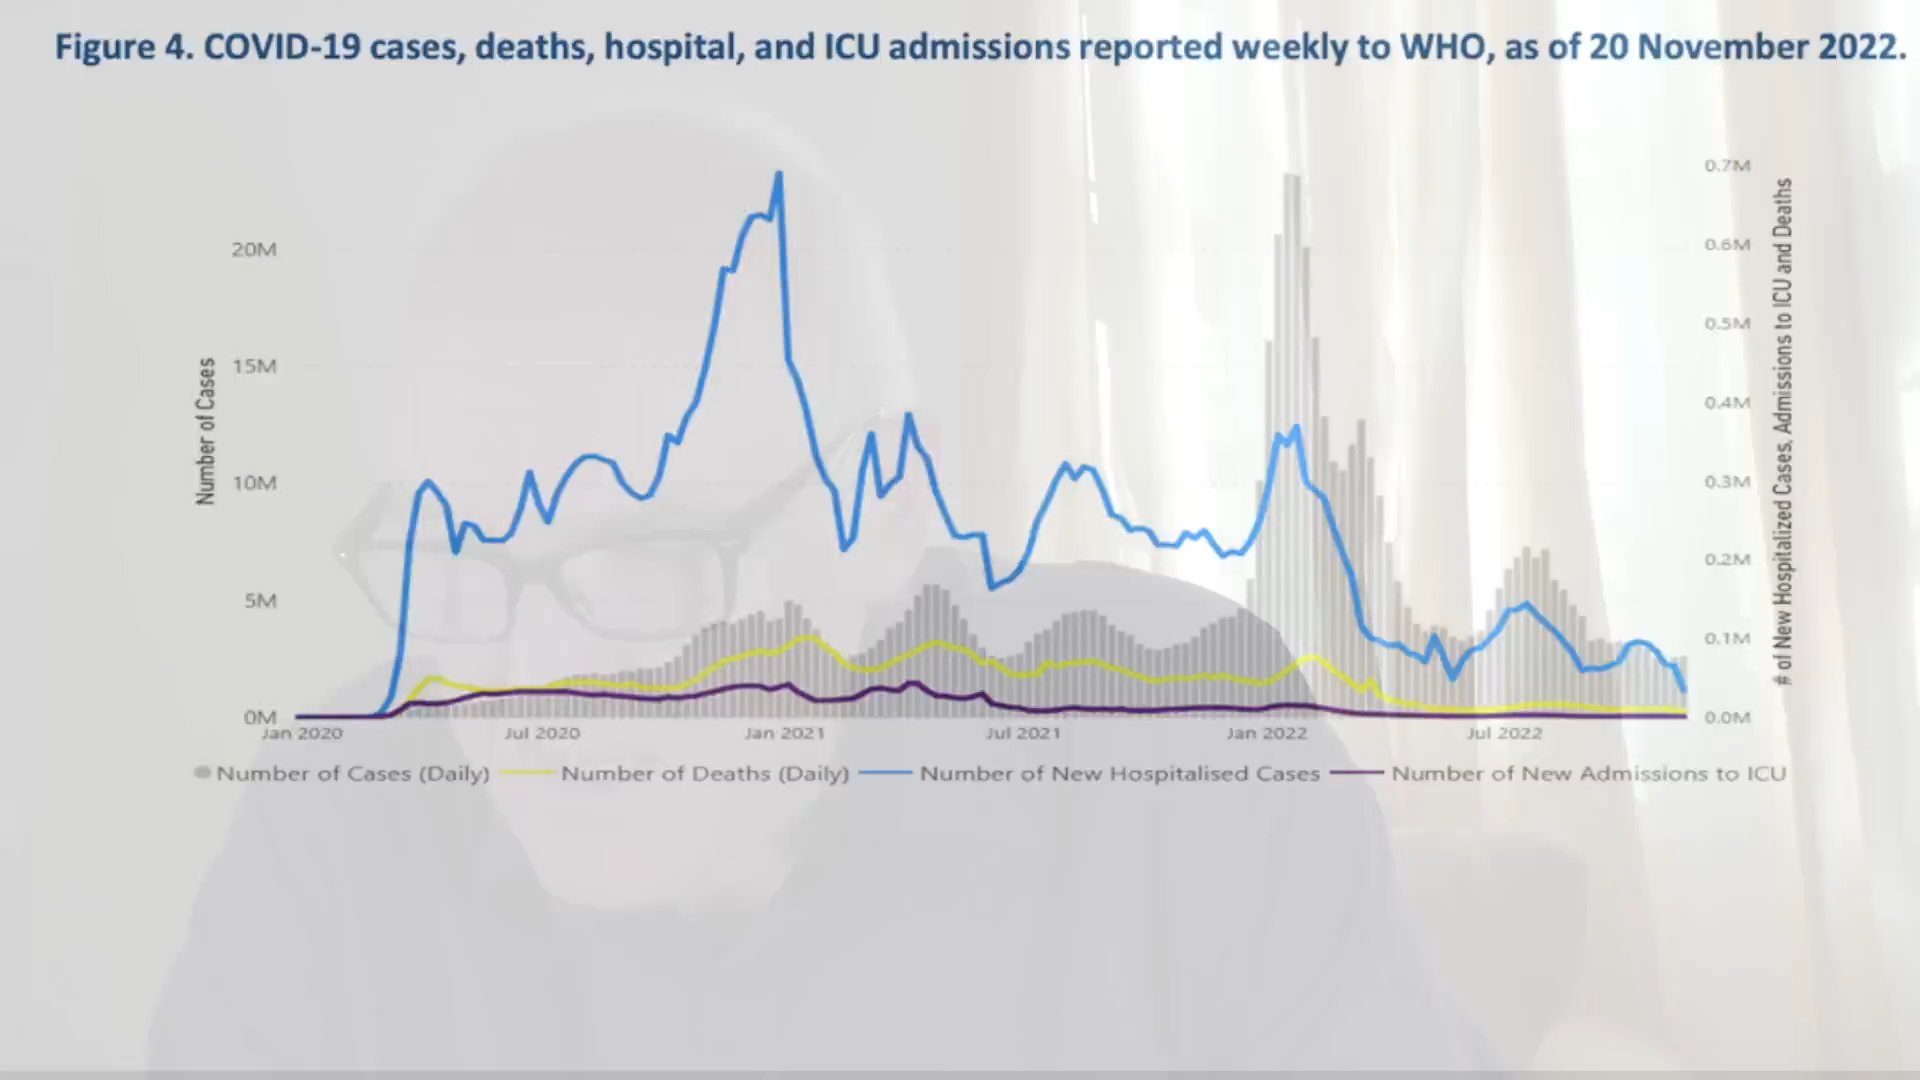 Figure 4. COVID-19 cases, deaths, hospital, and ICU admissions reported weekly to WHO, as of 20 November 2022.
Number of Cases
20M
15M
10M
5M
0M
0.7M
0.6M
0.5M
0.4M
0.3M
0.2M
0.1M
0.0M
# of New Hospitalized Cases, Admissions to ICU and Deaths
Jan 2020 Jul 2020 Jan 2021 Jul 2021 Jan 2022 Jul 2022
Number of Cases (Daily) Number of Deaths (Daily) Number of New Hospitalised Cases Number of New Admissions to ICU